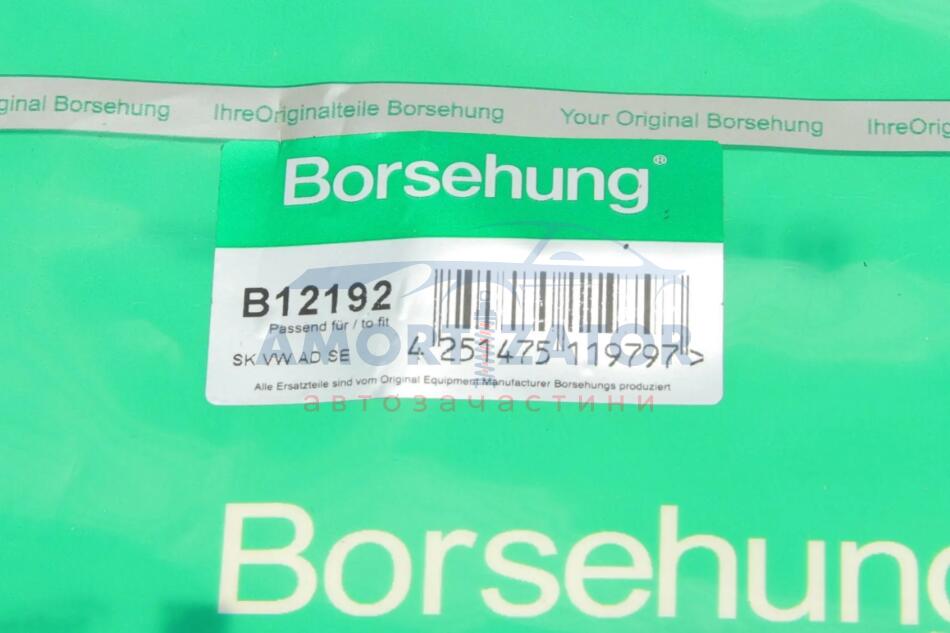 ginal Borsehung IhreOriginalteile Borsehung Your Original Borsehung IhreOrig
Borsehung®
B12192
Passend für / to fit
SK VW AD SE
4 251475 119797 >
AMORTIZATOR
Alle Ersatzteile sind vom Original Equipment Manufacturer Borsehungs produziert
автозачастини
Borsehung